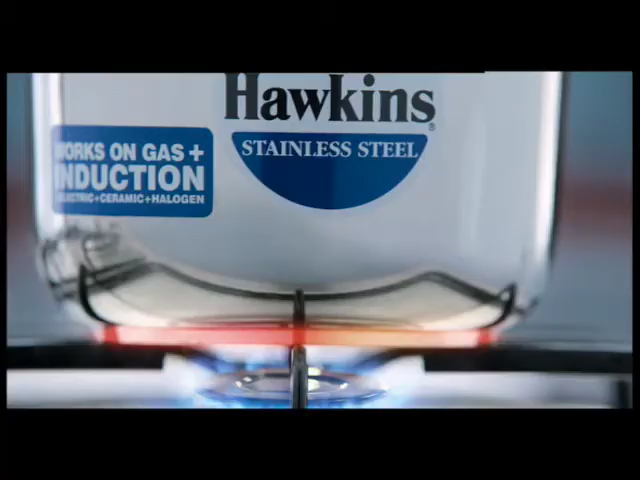 Hawkins®
STAINLESS STEEL
WORKS ON GAS +
INDUCTION
ELECTRIC+CERAMIC+HALOGEN